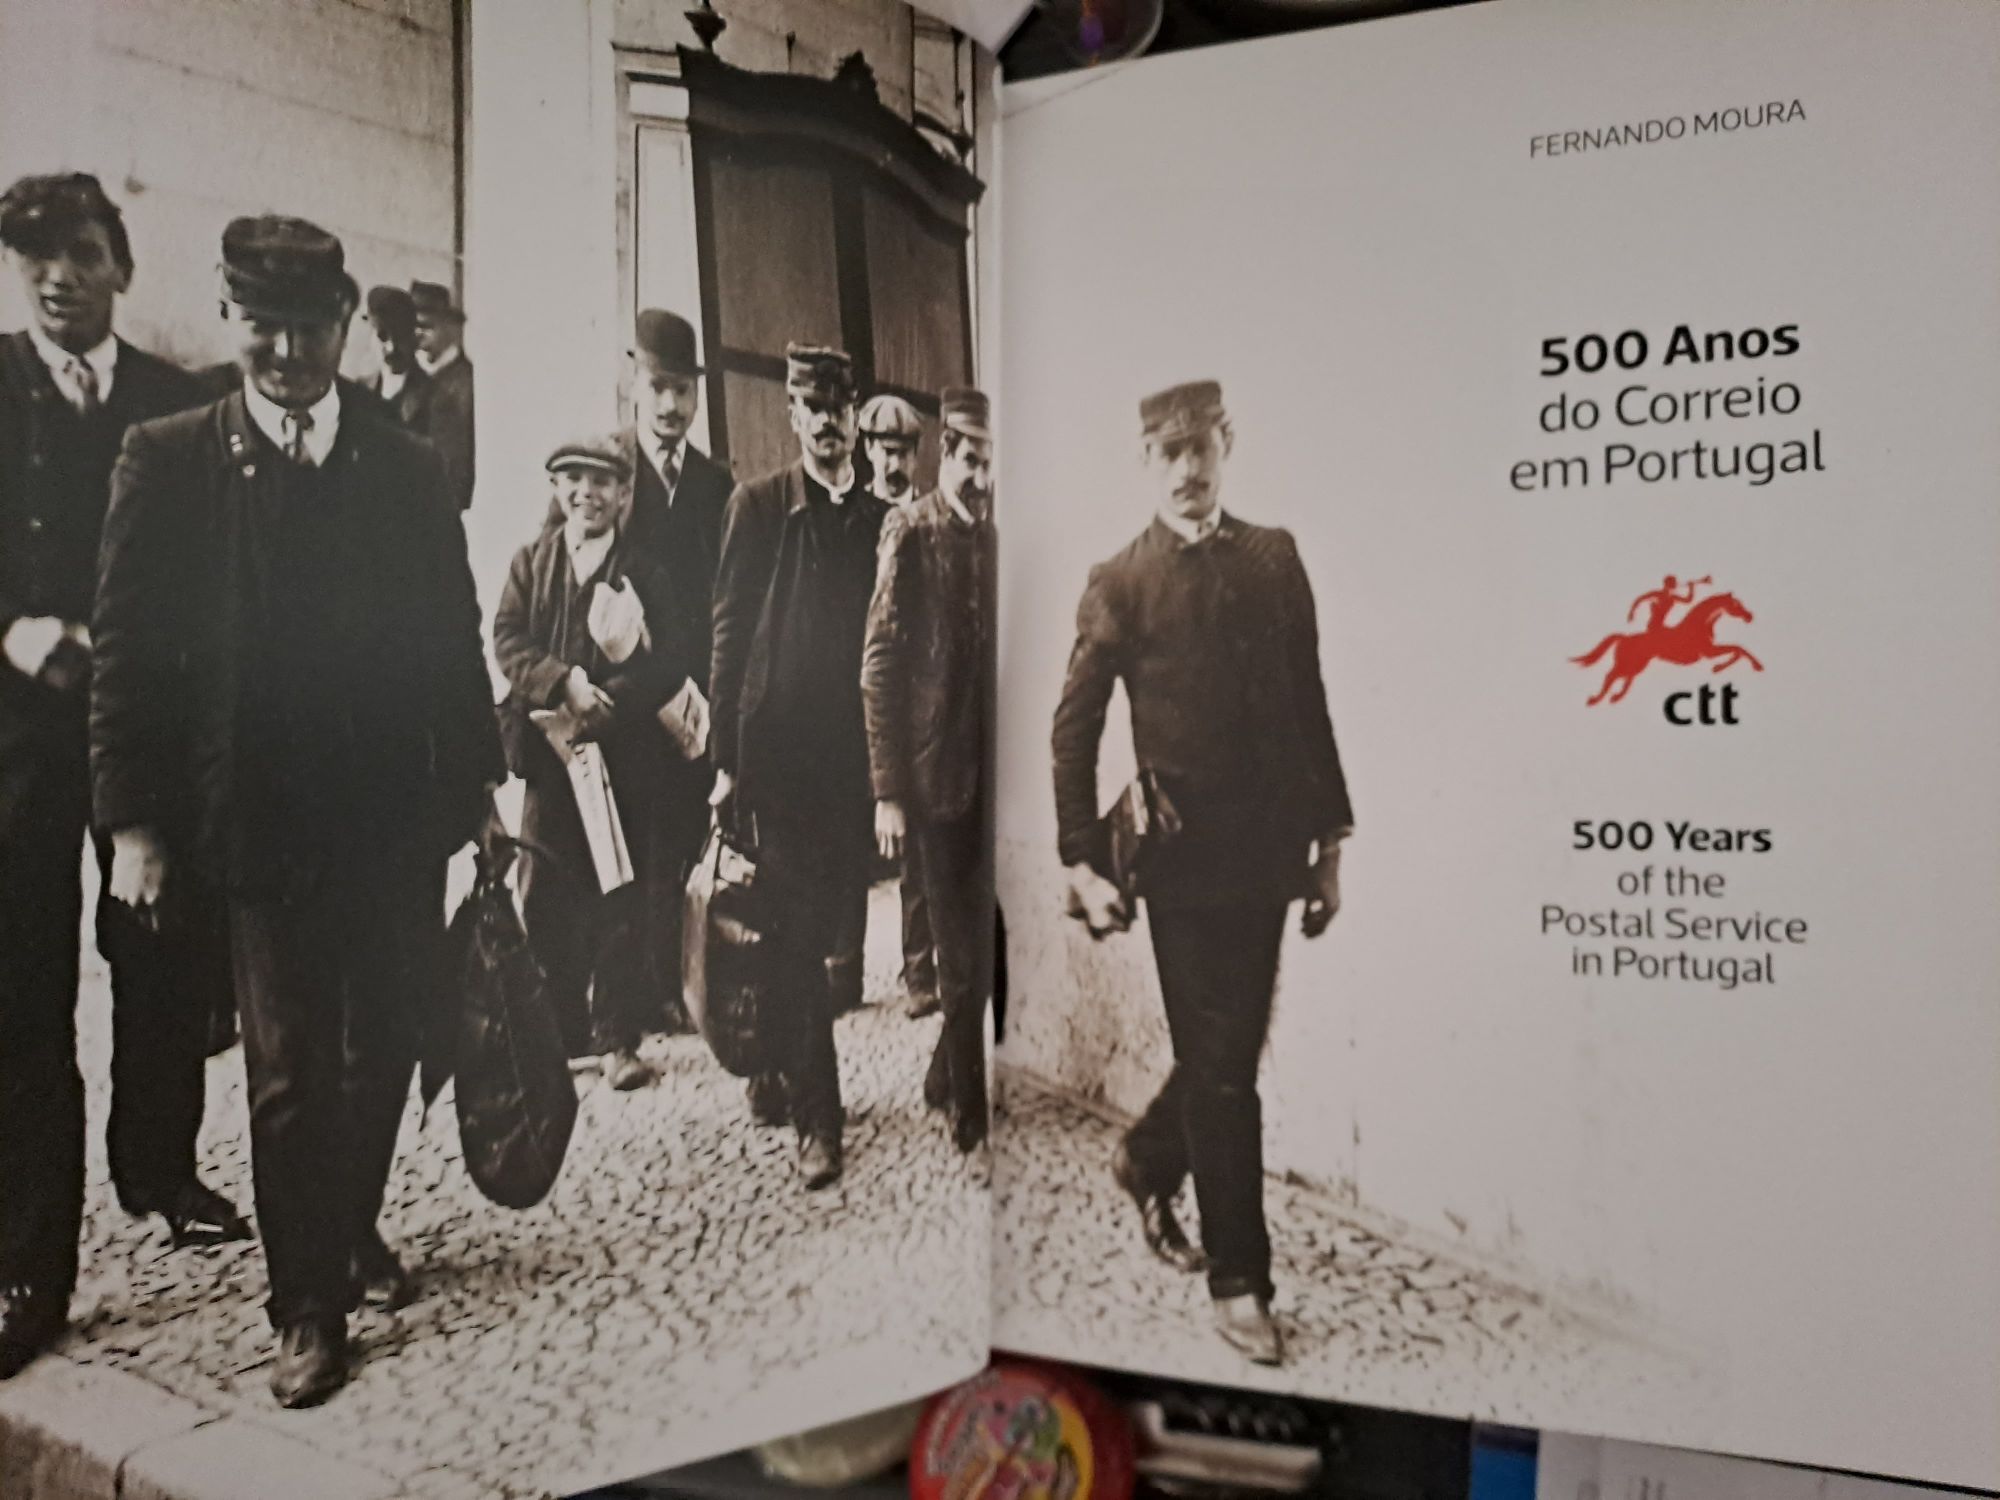 FERNANDO MOURA
500 Anos
do Correio
em Portugal
ctt
500 Years
of the
Postal Service
in Portugal